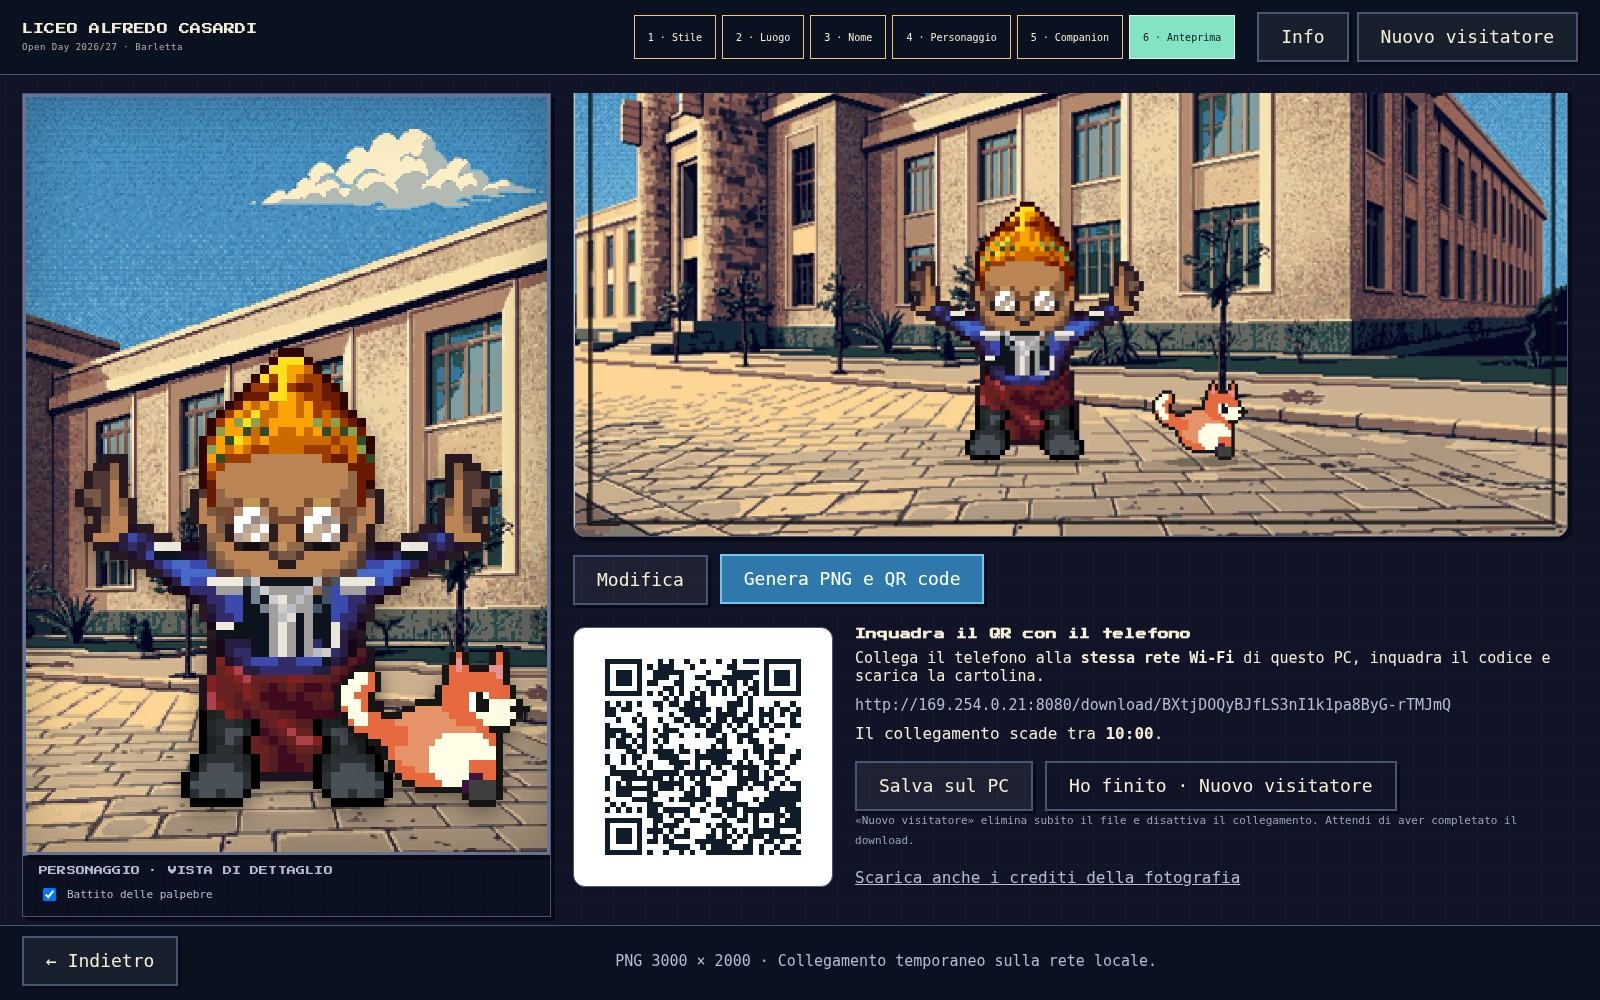 LICEO ALFREDO CASARDI
Open Day 2026/27 · Barletta
1 · Stile
2 · Luogo
3 · Nome
4 · Personaggio
5 · Companion
6 · Anteprima
Info
Nuovo visitatore
PERSONAGGIO · VISTA DI DETTAGLIO
Battito delle palpebre
Modifica
Genera PNG e QR code
Inquadra il QR con il telefono
Collega il telefono alla stessa rete Wi-Fi di questo PC, inquadra il codice e
scarica la cartolina.
http://169.254.0.21:8080/download/BXtjDOQyBJfLS3nI1k1pa8ByG-rTMJmQ
Il collegamento scade tra 10:00.
Salva sul PC
Ho finito · Nuovo visitatore
«Nuovo visitatore» elimina subito il file e disattiva il collegamento. Attendi di aver completato il
download.
Scarica anche i crediti della fotografia
← Indietro
PNG 3000 × 2000 · Collegamento temporaneo sulla rete locale.